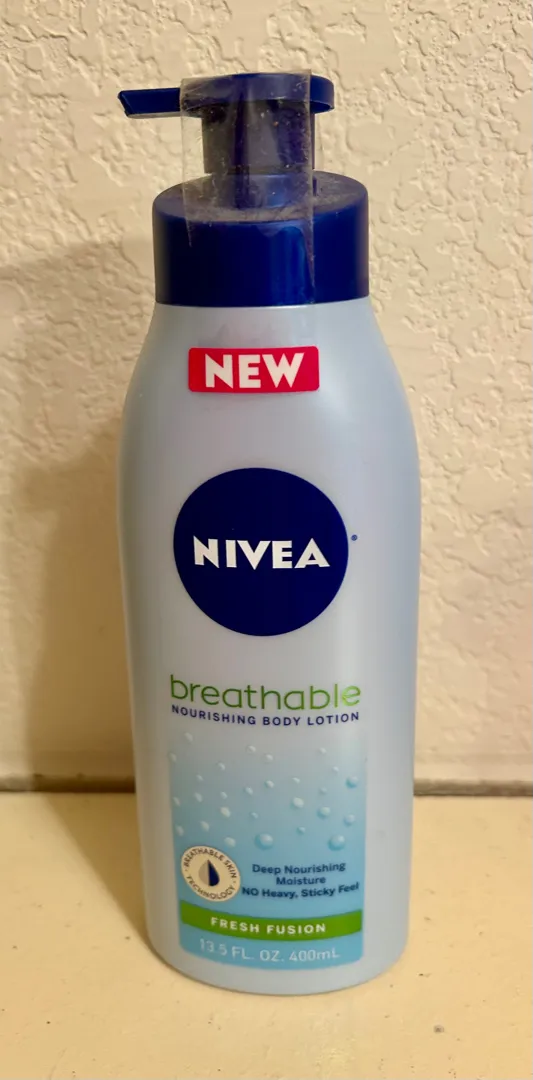 NEW
NIVEA®
breathable
NOURISHING BODY LOTION
BREATHABLE SKIN
TECHNOLOGY
Deep Nourishing
Moisture
NO Heavy, Sticky Feel
FRESH FUSION
13.5 FL. OZ. 400mL